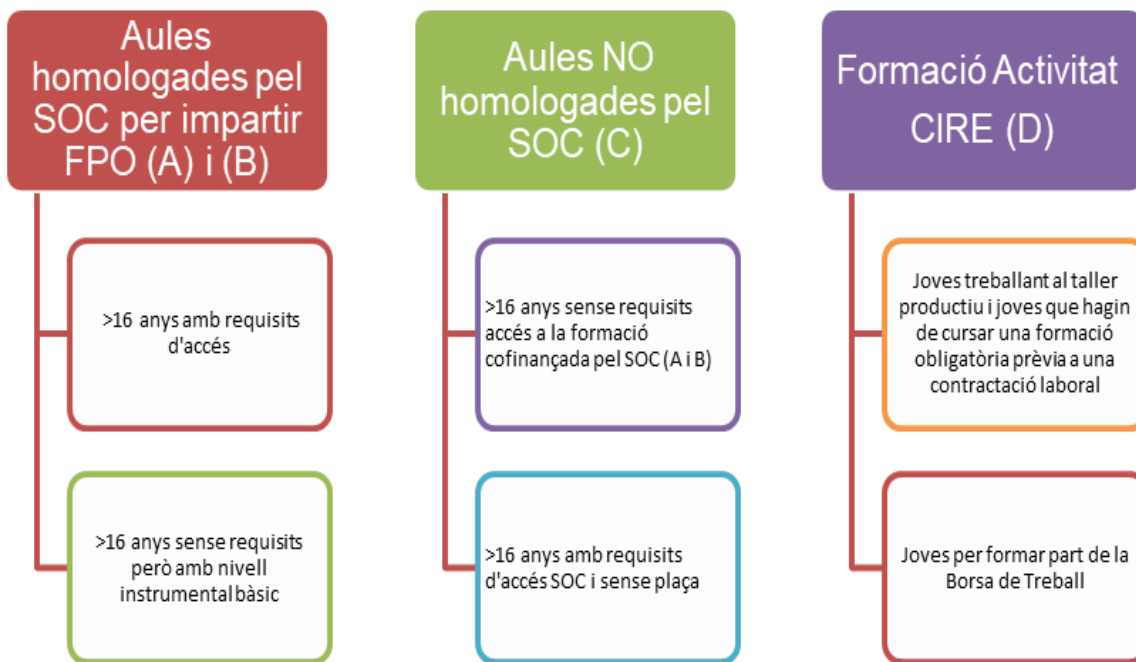 Aules
homologades pel
SOC per impartir
FPO (A) i (B)
>16 anys amb requisits
d'accés
>16 anys sense requisits
però amb nivell
instrumental bàsic
Aules NO
homologades pel
SOC (C)
>16 anys sense requisits
accés a la formació
cofinançada pel SOC (A i B)
>16 anys amb requisits
d'accés SOC i sense plaça
Formació Activitat
CIRE (D)
Joves treballant al taller
productiu i joves que hagin
de cursar una formació
obligatòria prèvia a una
contractació laboral
Joves per formar part de la
Borsa de Treball